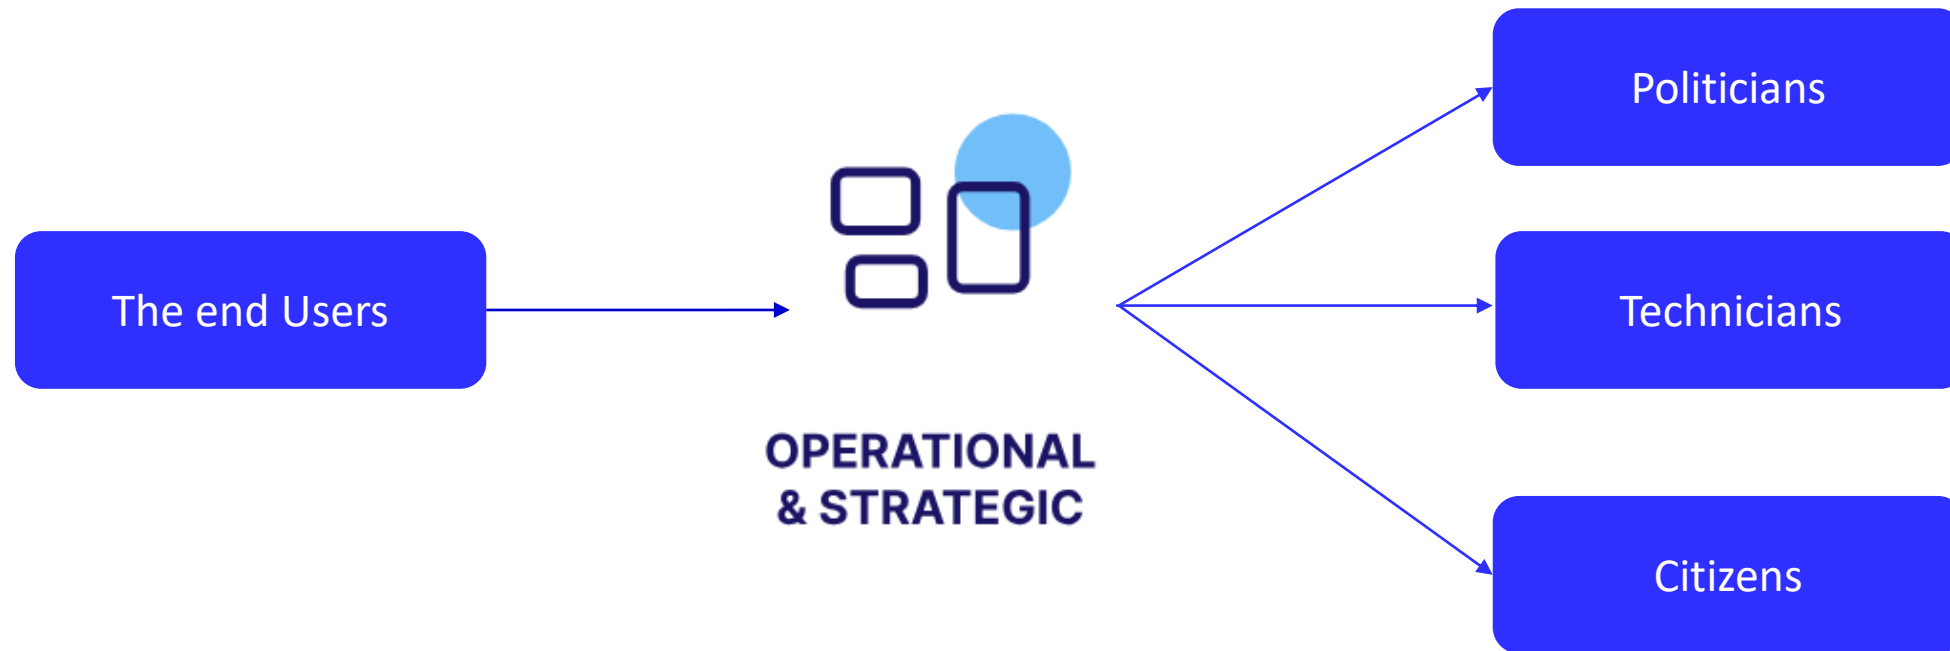 Politicians
The end Users
Technicians
OPERATIONAL
& STRATEGIC
Citizens